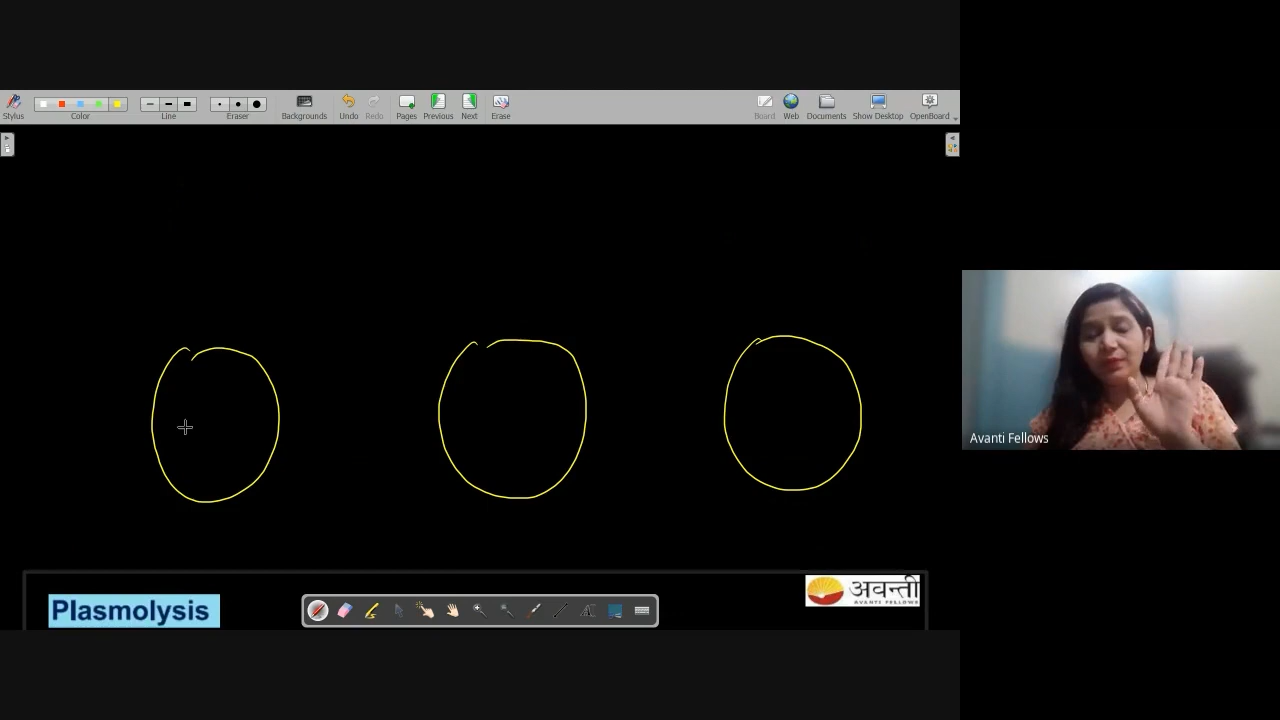 Stylus
Color
Line
Eraser
Backgrounds
Undo
Redo
Pages
Previous
Next
Erase
Board
Web
Documents
Show Desktop
OpenBoard
Avanti Fellows
Plasmolysis
अवन्ती
AVANTI FELLOWS